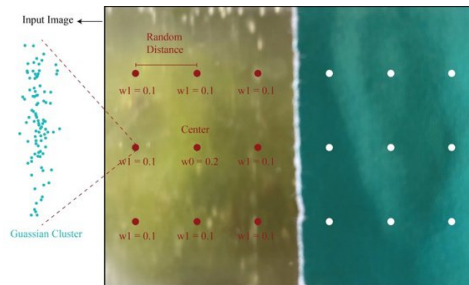 Input Image
Random
Distance
w1 = 0.1 w1 = 0.1 w1 = 0.1
Center
w1 = 0.1 w0 = 0.2 w1 = 0.1
w1 = 0.1 w1 = 0.1 w1 = 0.1
Guassian Cluster